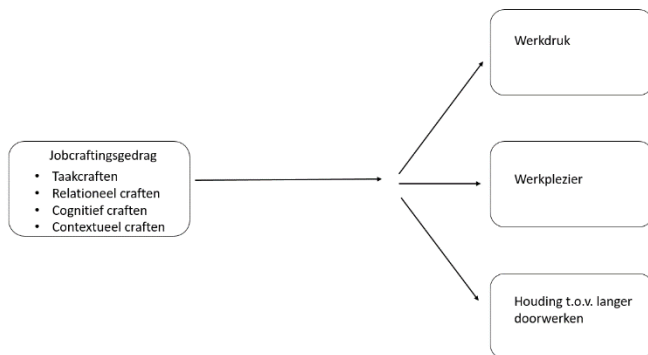 Jobcraftingsgedrag
• Taakcraften
• Relationeel craften
• Cognitief craften
• Contextueel craften
Werkdruk
Werkplezier
Houding t.o.v. langer
doorwerken